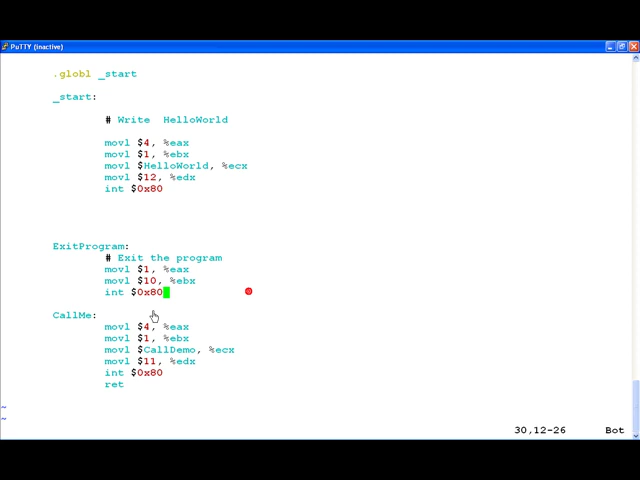 PuTTY (inactive)
.globl _start
_start:
# Write  HelloWorld
movl $4, %eax
movl $1, %ebx
movl $HelloWorld, %ecx
movl $12, %edx
int $0x80
ExitProgram:
# Exit the program
movl $1, %eax
movl $10, %ebx
int $0x80
CallMe:
movl $4, %eax
movl $1, %ebx
movl $CallDemo, %ecx
movl $11, %edx
int $0x80
ret
~
~
30,12-26 Bot